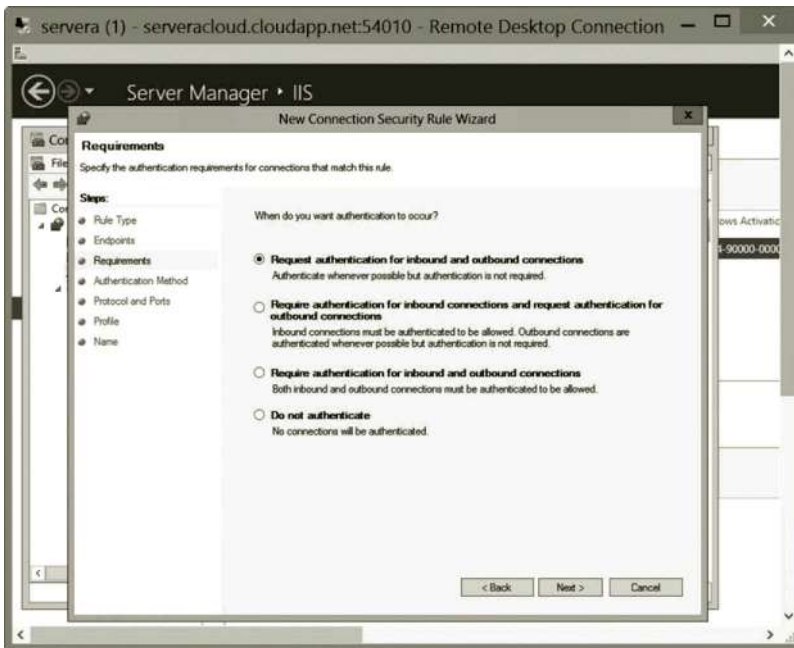 servera (1) - serveracloud.cloudapp.net:54010 - Remote Desktop Connection
Server Manager • IIS
New Connection Security Rule Wizard
Requirements
Specify the authentication requirements for connections that match this rule.
Steps:
Rule Type
Endpoints
Requirements
Authentication Method
Protocol and Ports
Profile
Name
When do you want authentication to occur?
Request authentication for inbound and outbound connections
Authenticate whenever possible but authentication is not required.
Require authentication for inbound connections and request authentication for
outbound connections
Inbound connections must be authenticated to be allowed. Outbound connections are
authenticated whenever possible but authentication is not required.
Require authentication for inbound and outbound connections
Both inbound and outbound connections must be authenticated to be allowed.
Do not authenticate
No connections will be authenticated.
< Back
Next >
Cancel
Co
File
Co
ows Activatio